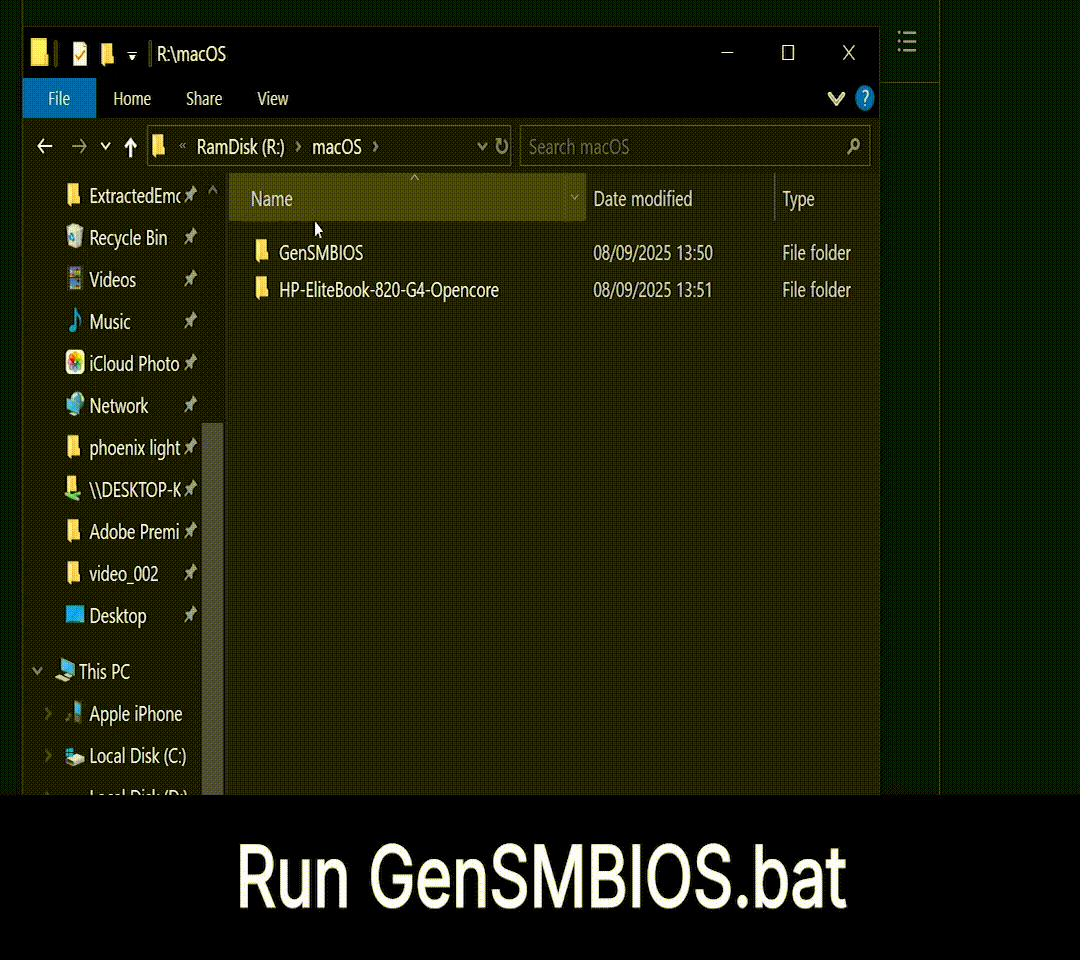 R:\macOS
File Home Share View
« RamDisk (R:) › macOS ›
Search macOS
Name Date modified Type
GenSMBIOS 08/09/2025 13:50 File folder
HP-EliteBook-820-G4-Opencore 08/09/2025 13:51 File folder
ExtractedEmo
Recycle Bin
Videos
Music
iCloud Photo
Network
phoenix light
\\DESKTOP-K
Adobe Premi
video_002
Desktop
This PC
Apple iPhone
Local Disk (C:)
Local Disk (D:)
Run GenSMBIOS.bat